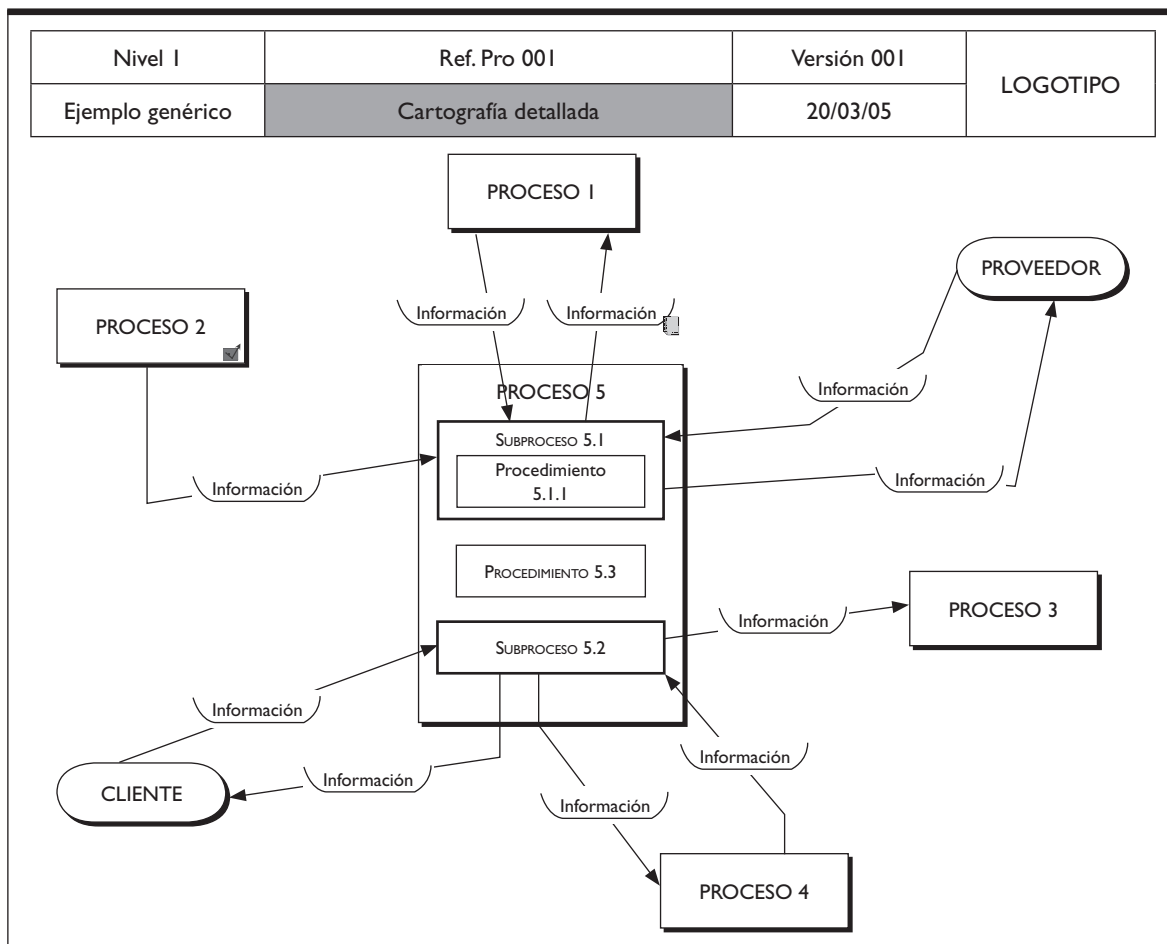 Nivel 1
Ref. Pro 001
Versión 001
LOGOTIPO
Ejemplo genérico
Cartografía detallada
20/03/05
PROCESO 1
PROVEEDOR
PROCESO 2
Información
Información
Información
PROCESO 5
SUBPROCESO 5.1
Procedimiento
5.1.1
Información
Información
PROCEDIMIENTO 5.3
PROCESO 3
Información
SUBPROCESO 5.2
Información
Información
Información
Información
CLIENTE
PROCESO 4